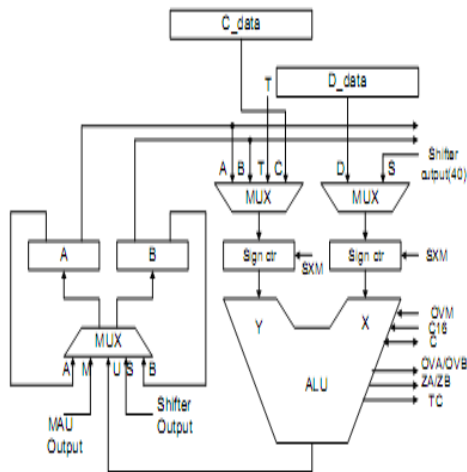 C_data
T
D_data
A B T C
D S
Shifter
output(40)
MUX
MUX
A
B
Sign ctr
Sign ctr
SXM
SXM
MUX
A M U S B
MAU
Output
Shifter
Output
Y
X
ALU
OVM
C16
C
OVA/OVB
ZA/ZB
TC